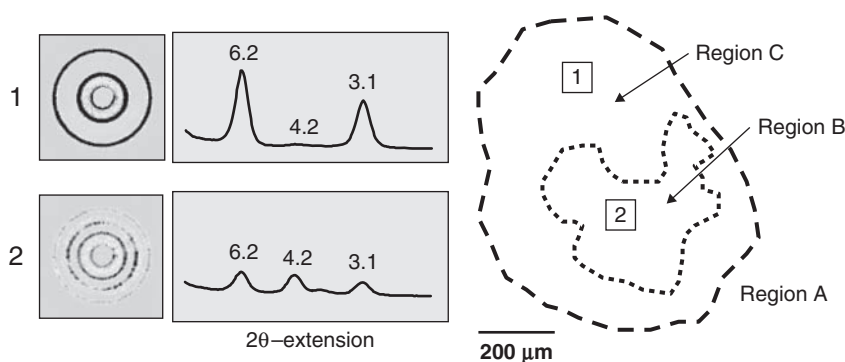 1
6.2
4.2
3.1
2
6.2
4.2
3.1
2θ–extension
1
Region C
Region B
2
Region A
200 μm